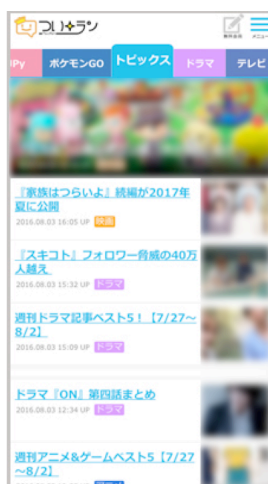 ついラン
メニュー
Py
ポケモンGO
トピックス
ドラマ
テレビ
『家族はつらいよ』続編が2017年
夏に公開
2016.08.03 16:05 UP 映画
『スキコト』フォロワー脅威の40万
人越え
2016.08.03 15:32 UP ドラマ
週刊ドラマ記事ベスト5！【7/27～
8/2】
2016.08.03 15:09 UP ドラマ
ドラマ『ON』第四話まとめ
2016.08.03 12:34 UP ドラマ
週刊アニメ&ゲームベスト5【7/27
～8/2】